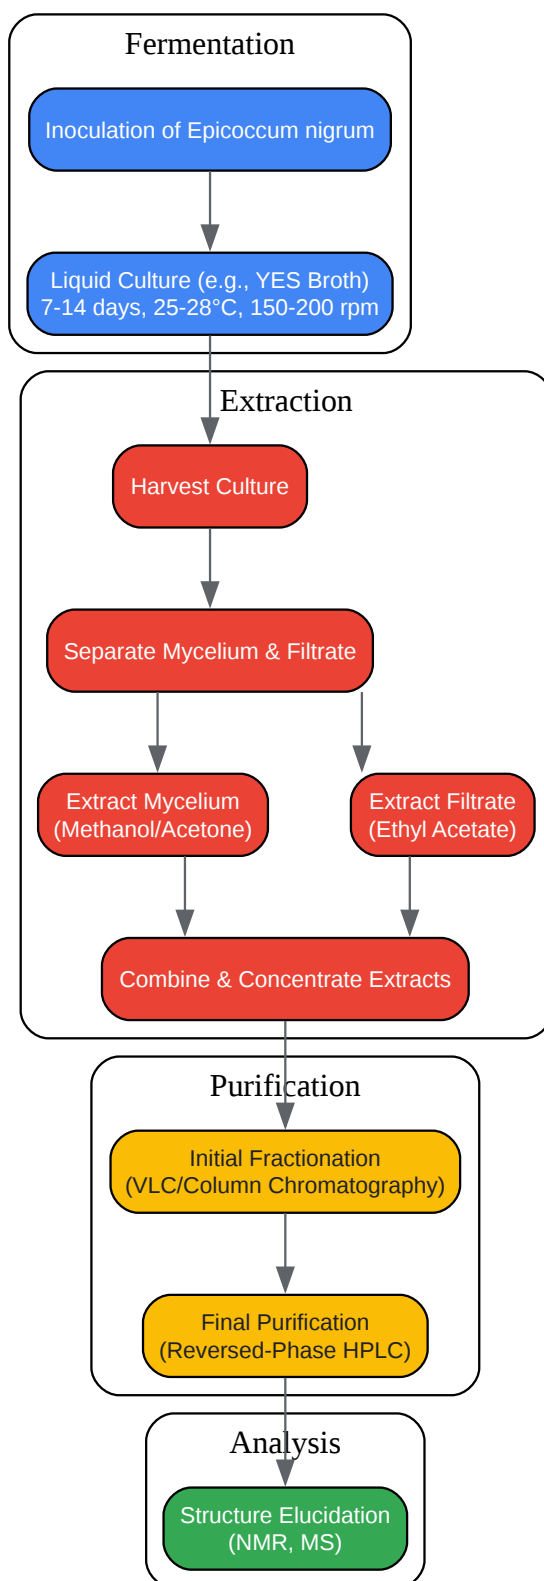 Fermentation
Inoculation of Epicoccum nigrum
Liquid Culture (e.g., YES Broth)
7-14 days, 25-28°C, 150-200 rpm
Extraction
Harvest Culture
Separate Mycelium & Filtrate
Extract Mycelium
(Methanol/Acetone)
Extract Filtrate
(Ethyl Acetate)
Combine & Concentrate Extracts
Purification
Initial Fractionation
(VLC/Column Chromatography)
Final Purification
(Reversed-Phase HPLC)
Analysis
Structure Elucidation
(NMR, MS)